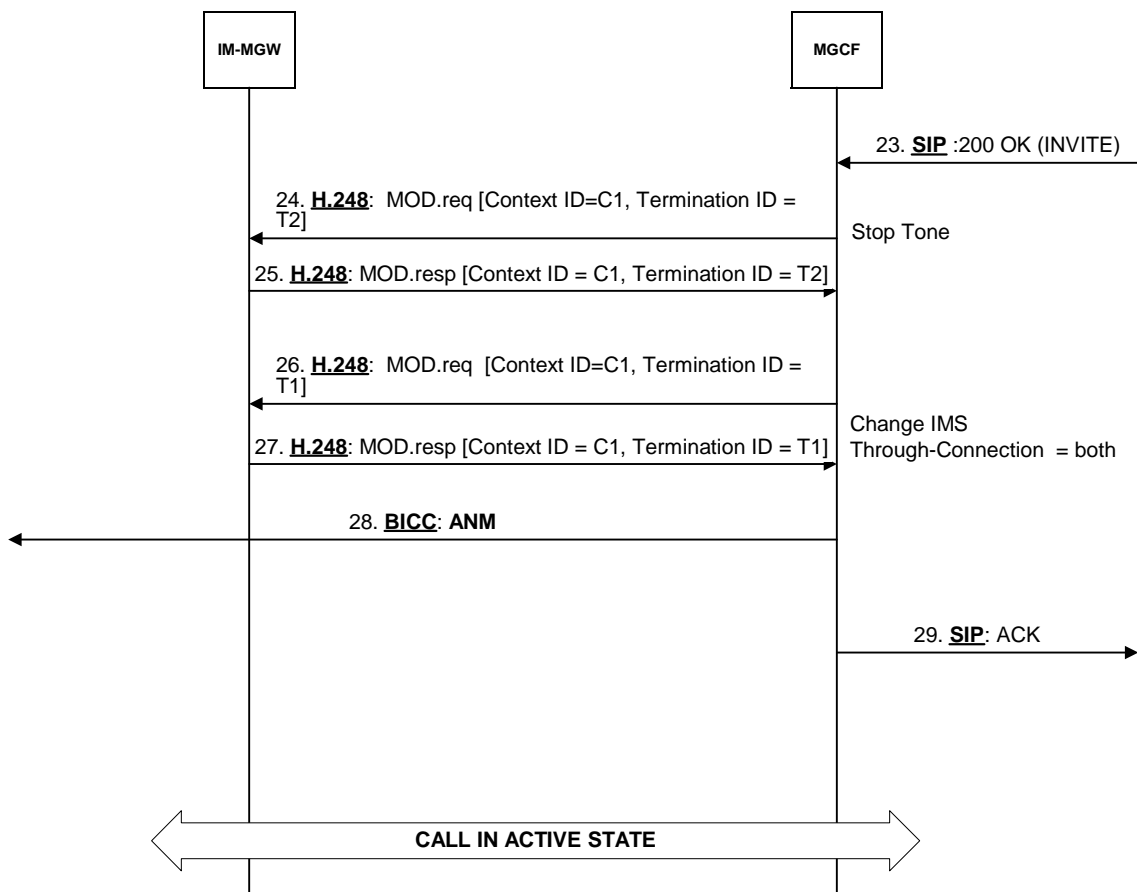 IM-MGW
MGCF
23. SIP :200 OK (INVITE)
24. H.248: MOD.req [Context ID=C1, Termination ID =
T2]
Stop Tone
25. H.248: MOD.resp [Context ID = C1, Termination ID = T2]
26. H.248: MOD.req [Context ID=C1, Termination ID =
T1]
Change IMS
Through-Connection = both
27. H.248: MOD.resp [Context ID = C1, Termination ID = T1]
28. BICC: ANM
29. SIP: ACK
CALL IN ACTIVE STATE